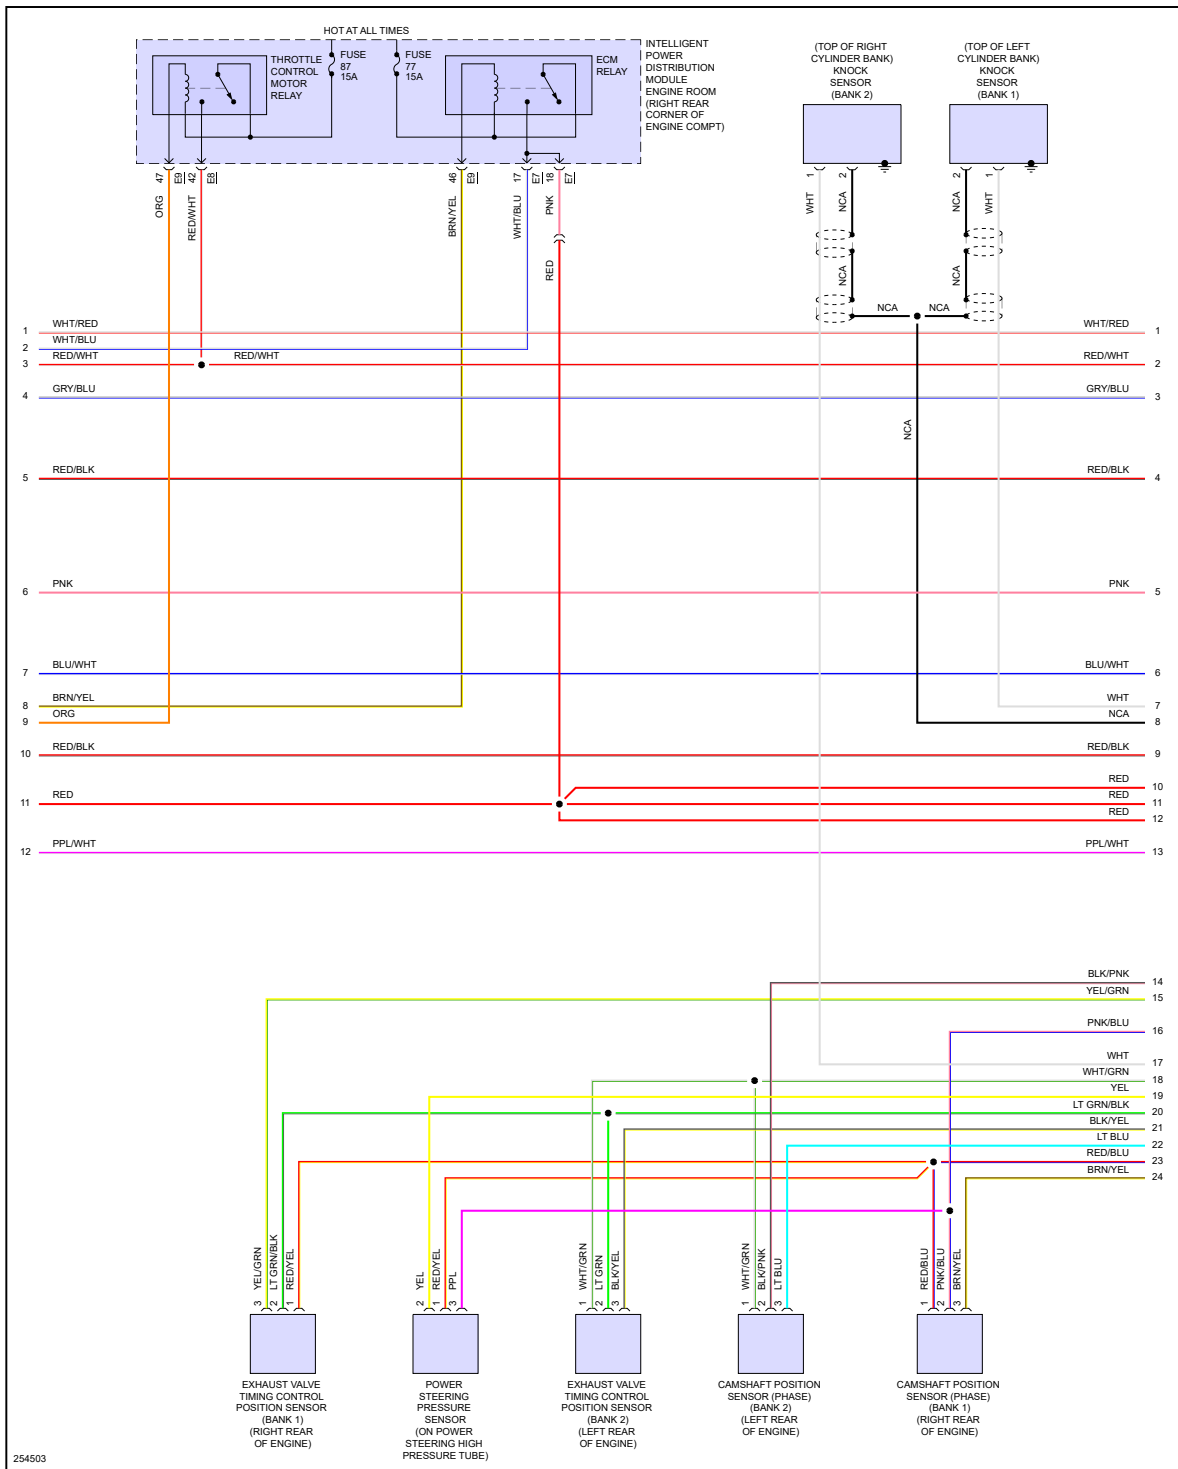 HOT AT ALL TIMES
THROTTLE
CONTROL
MOTOR
RELAY
FUSE
87
15A
FUSE
77
15A
ECM
RELAY
INTELLIGENT
POWER
DISTRIBUTION
MODULE
ENGINE ROOM
(RIGHT REAR
CORNER OF
ENGINE COMPT)
(TOP OF RIGHT
CYLINDER BANK)
KNOCK
SENSOR
(BANK 2)
(TOP OF LEFT
CYLINDER BANK)
KNOCK
SENSOR
(BANK 1)
47
E9
42
E8
46
E9
17
E7
18
E7
1
2
2
1
ORG
RED/WHT
BRN/YEL
WHT/BLU
PNK
RED
WHT
NCA
NCA
WHT
NCA
NCA
NCA
NCA
1 WHT/RED WHT/RED 1
2 WHT/BLU
3 RED/WHT RED/WHT RED/WHT 2
4 GRY/BLU GRY/BLU 3
NCA
5 RED/BLK RED/BLK 4
6 PNK PNK 5
7 BLU/WHT BLU/WHT 6
8 BRN/YEL WHT 7
9 ORG NCA 8
10 RED/BLK RED/BLK 9
RED 10
11 RED RED 11
RED 12
12 PPL/WHT PPL/WHT 13
BLK/PNK 14
YEL/GRN 15
PNK/BLU 16
WHT 17
WHT/GRN 18
YEL 19
LT GRN/BLK 20
BLK/YEL 21
LT BLU 22
RED/BLU 23
BRN/YEL 24
YEL/GRN
LT GRN/BLK
RED/YEL
YEL
RED/YEL
PPL
WHT/GRN
LT GRN
BLK/YEL
WHT/GRN
BLK/PNK
LT BLU
RED/BLU
PNK/BLU
BRN/YEL
3
2
1
2
1
3
1
2
3
1
2
3
1
2
3
EXHAUST VALVE
TIMING CONTROL
POSITION SENSOR
(BANK 1)
(RIGHT REAR
OF ENGINE)
POWER
STEERING
PRESSURE
SENSOR
(ON POWER
STEERING HIGH
PRESSURE TUBE)
EXHAUST VALVE
TIMING CONTROL
POSITION SENSOR
(BANK 2)
(LEFT REAR
OF ENGINE)
CAMSHAFT POSITION
SENSOR (PHASE)
(BANK 2)
(LEFT REAR
OF ENGINE)
CAMSHAFT POSITION
SENSOR (PHASE)
(BANK 1)
(RIGHT REAR
OF ENGINE)
254503